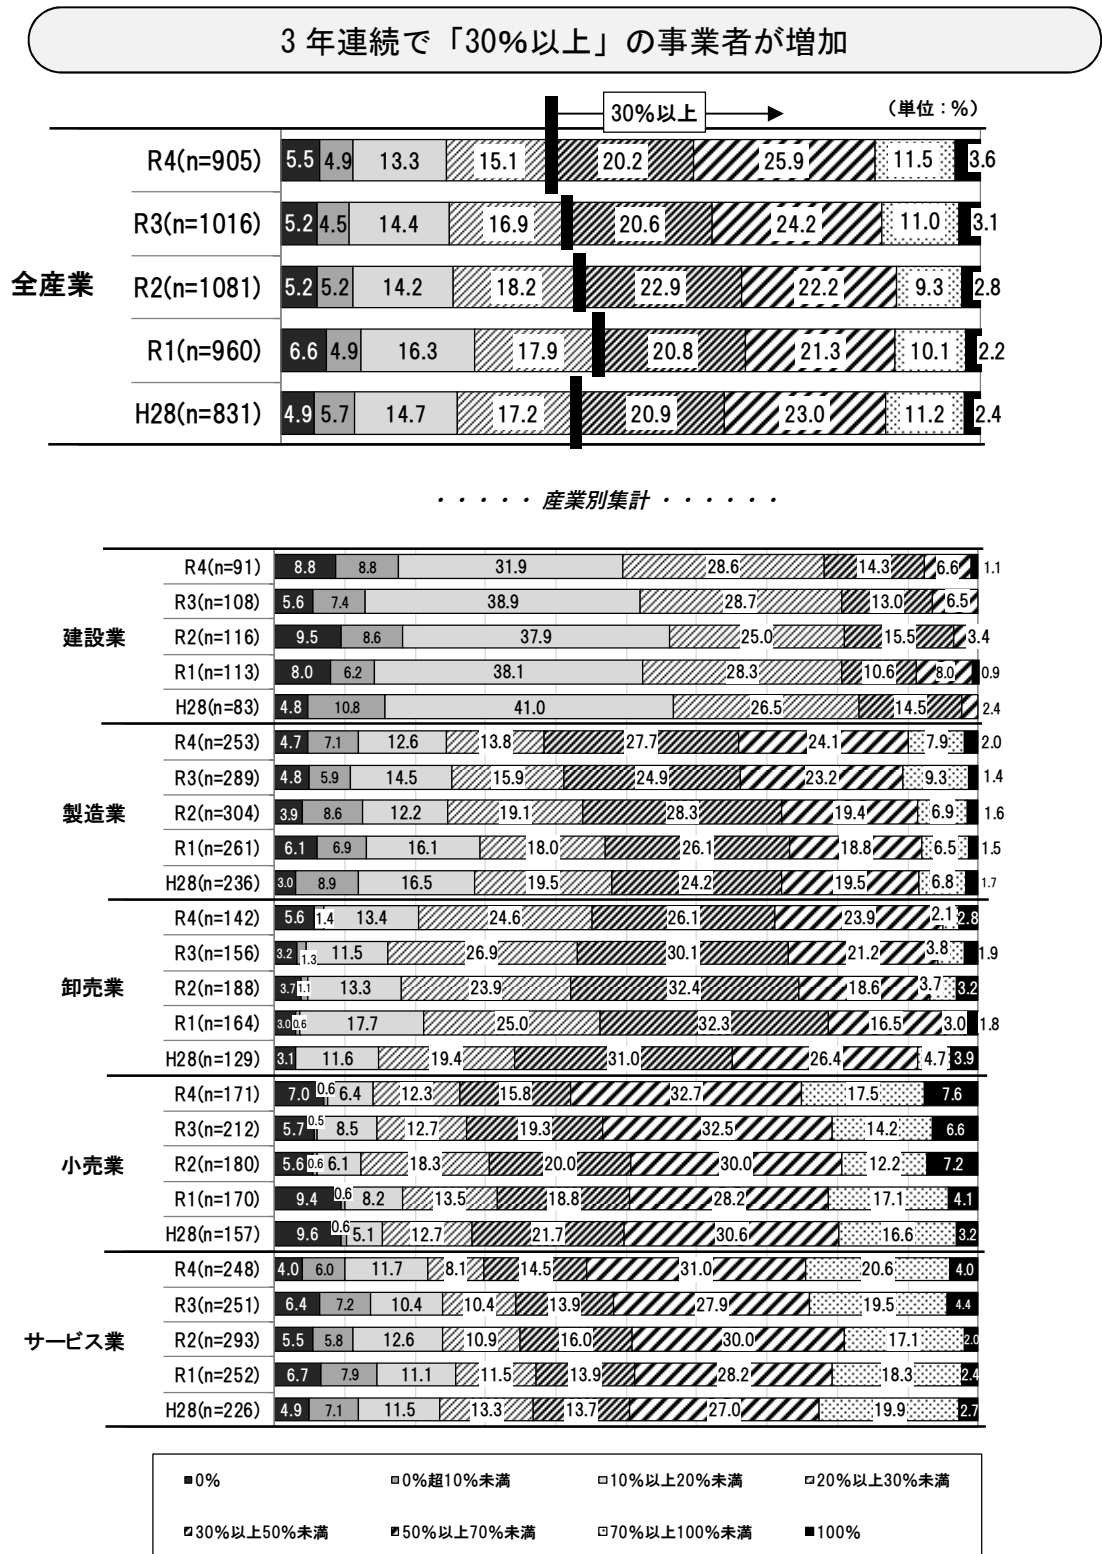 3年連続で「30%以上」の事業者が増加
30%以上
(単位:%)
全産業
R4(n=905) 5.5 4.9 13.3 15.1 20.2 25.9 11.5 3.6
R3(n=1016) 5.2 4.5 14.4 16.9 20.6 24.2 11.0 3.1
R2(n=1081) 5.2 5.2 14.2 18.2 22.9 22.2 9.3 2.8
R1(n=960) 6.6 4.9 16.3 17.9 20.8 21.3 10.1 2.2
H28(n=831) 4.9 5.7 14.7 17.2 20.9 23.0 11.2 2.4
・・・・・ 産業別集計 ・・・・・・
建設業
R4(n=91) 8.8 8.8 31.9 28.6 14.3 6.6 1.1
R3(n=108) 5.6 7.4 38.9 28.7 13.0 6.5
R2(n=116) 9.5 8.6 37.9 25.0 15.5 3.4
R1(n=113) 8.0 6.2 38.1 28.3 10.6 8.0 0.9
H28(n=83) 4.8 10.8 41.0 26.5 14.5 2.4
製造業
R4(n=253) 4.7 7.1 12.6 13.8 27.7 24.1 7.9 2.0
R3(n=289) 4.8 5.9 14.5 15.9 24.9 23.2 9.3 1.4
R2(n=304) 3.9 8.6 12.2 19.1 28.3 19.4 6.9 1.6
R1(n=261) 6.1 6.9 16.1 18.0 26.1 18.8 6.5 1.5
H28(n=236) 3.0 8.9 16.5 19.5 24.2 19.5 6.8 1.7
卸売業
R4(n=142) 5.6 1.4 13.4 24.6 26.1 23.9 2.1 2.8
R3(n=156) 3.2 1.3 11.5 26.9 30.1 21.2 3.8 1.9
R2(n=188) 3.7 1.1 13.3 23.9 32.4 18.6 3.7 3.2
R1(n=164) 3.0 0.6 17.7 25.0 32.3 16.5 3.0 1.8
H28(n=129) 3.1 11.6 19.4 31.0 26.4 4.7 3.9
小売業
R4(n=171) 7.0 0.6 6.4 12.3 15.8 32.7 17.5 7.6
R3(n=212) 5.7 0.5 8.5 12.7 19.3 32.5 14.2 6.6
R2(n=180) 5.6 0.6 6.1 18.3 20.0 30.0 12.2 7.2
R1(n=170) 9.4 0.6 8.2 13.5 18.8 28.2 17.1 4.1
H28(n=157) 9.6 0.6 5.1 12.7 21.7 30.6 16.6 3.2
サービス業
R4(n=248) 4.0 6.0 11.7 8.1 14.5 31.0 20.6 4.0
R3(n=251) 6.4 7.2 10.4 10.4 13.9 27.9 19.5 4.4
R2(n=293) 5.5 5.8 12.6 10.9 16.0 30.0 17.1 2.0
R1(n=252) 6.7 7.9 11.1 11.5 13.9 28.2 18.3 2.4
H28(n=226) 4.9 7.1 11.5 13.3 13.7 27.0 19.9 2.7
0% 0%超10%未満 10%以上20%未満 20%以上30%未満
30%以上50%未満 50%以上70%未満 70%以上100%未満 100%